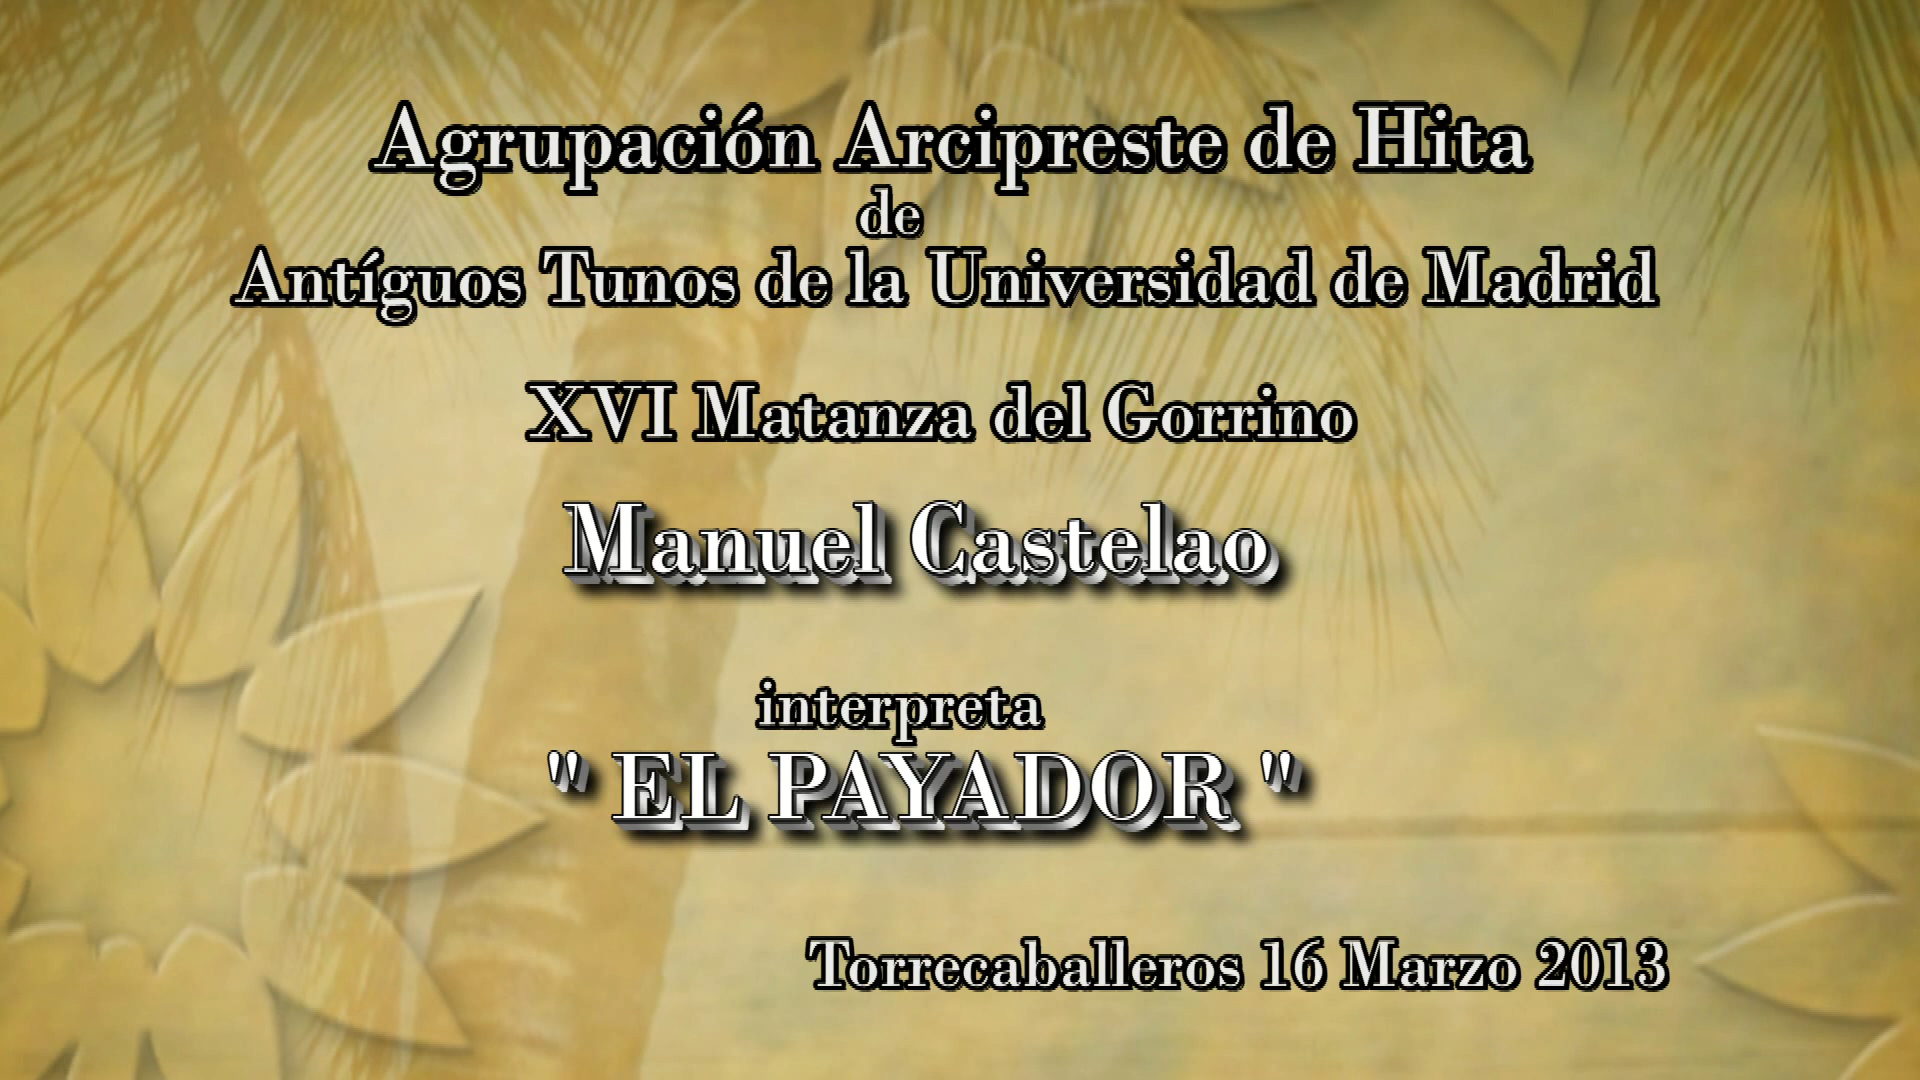 Agrupación Arcipreste de Hita
de
Antíguos Tunos de la Universidad de Madrid
XVI Matanza del Gorrino
Manuel Castelao
interpreta
" EL PAYADOR "
Torrecaballeros 16 Marzo 2013